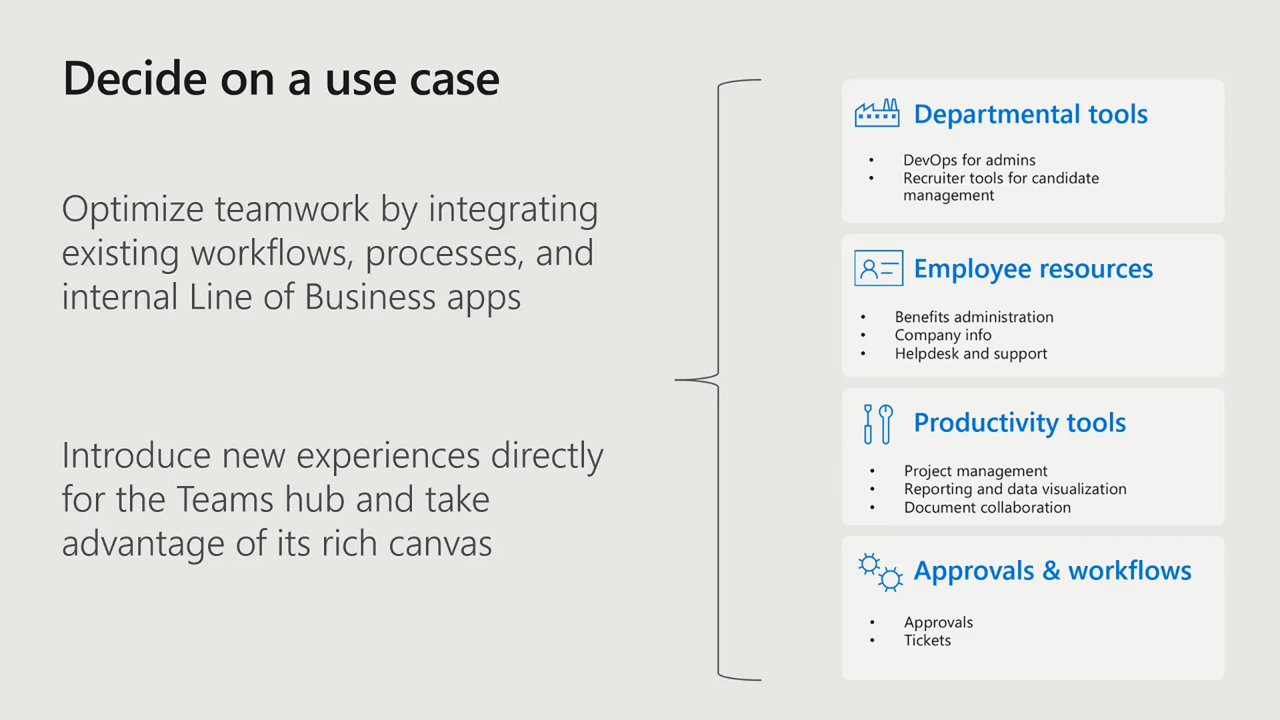 Decide on a use case
Optimize teamwork by integrating
existing workflows, processes, and
internal Line of Business apps
Introduce new experiences directly
for the Teams hub and take
advantage of its rich canvas
Departmental tools
• DevOps for admins
• Recruiter tools for candidate
management
Employee resources
• Benefits administration
• Company info
• Helpdesk and support
Productivity tools
• Project management
• Reporting and data visualization
• Document collaboration
Approvals & workflows
• Approvals
• Tickets